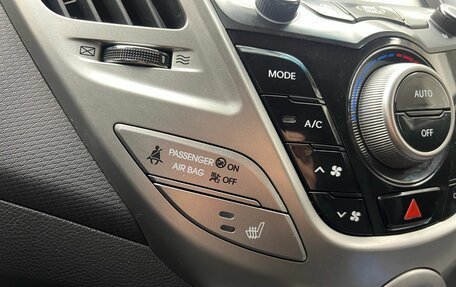 MODE
AUTO
A/C
OFF
PASSENGER ON
AIR BAG OFF